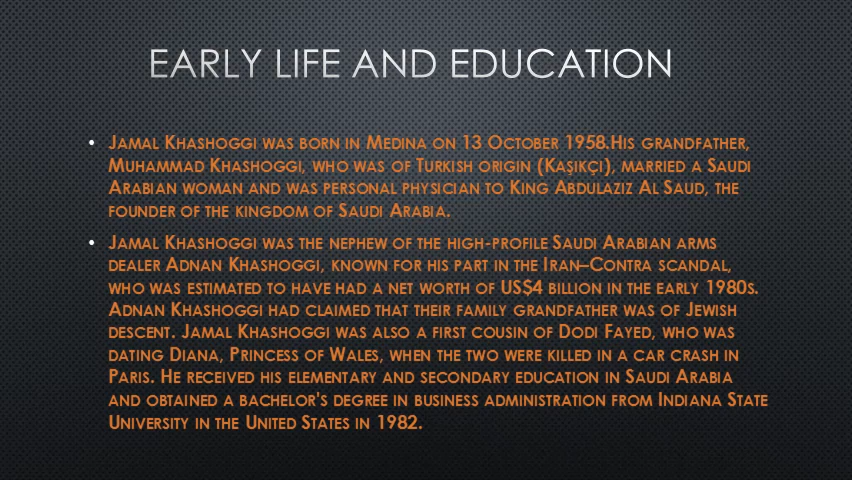 EARLY LIFE AND EDUCATION
• JAMAL KHASHOGGI WAS BORN IN MEDINA ON 13 OCTOBER 1958.HIS GRANDFATHER,
MUHAMMAD KHASHOGGI, WHO WAS OF TURKISH ORIGIN (KAŞIKÇI), MARRIED A SAUDI
ARABIAN WOMAN AND WAS PERSONAL PHYSICIAN TO KING ABDULAZIZ AL SAUD, THE
FOUNDER OF THE KINGDOM OF SAUDI ARABIA.
• JAMAL KHASHOGGI WAS THE NEPHEW OF THE HIGH-PROFILE SAUDI ARABIAN ARMS
DEALER ADNAN KHASHOGGI, KNOWN FOR HIS PART IN THE IRAN–CONTRA SCANDAL,
WHO WAS ESTIMATED TO HAVE HAD A NET WORTH OF US$4 BILLION IN THE EARLY 1980S.
ADNAN KHASHOGGI HAD CLAIMED THAT THEIR FAMILY GRANDFATHER WAS OF JEWISH
DESCENT. JAMAL KHASHOGGI WAS ALSO A FIRST COUSIN OF DODI FAYED, WHO WAS
DATING DIANA, PRINCESS OF WALES, WHEN THE TWO WERE KILLED IN A CAR CRASH IN
PARIS. HE RECEIVED HIS ELEMENTARY AND SECONDARY EDUCATION IN SAUDI ARABIA
AND OBTAINED A BACHELOR'S DEGREE IN BUSINESS ADMINISTRATION FROM INDIANA STATE
UNIVERSITY IN THE UNITED STATES IN 1982.